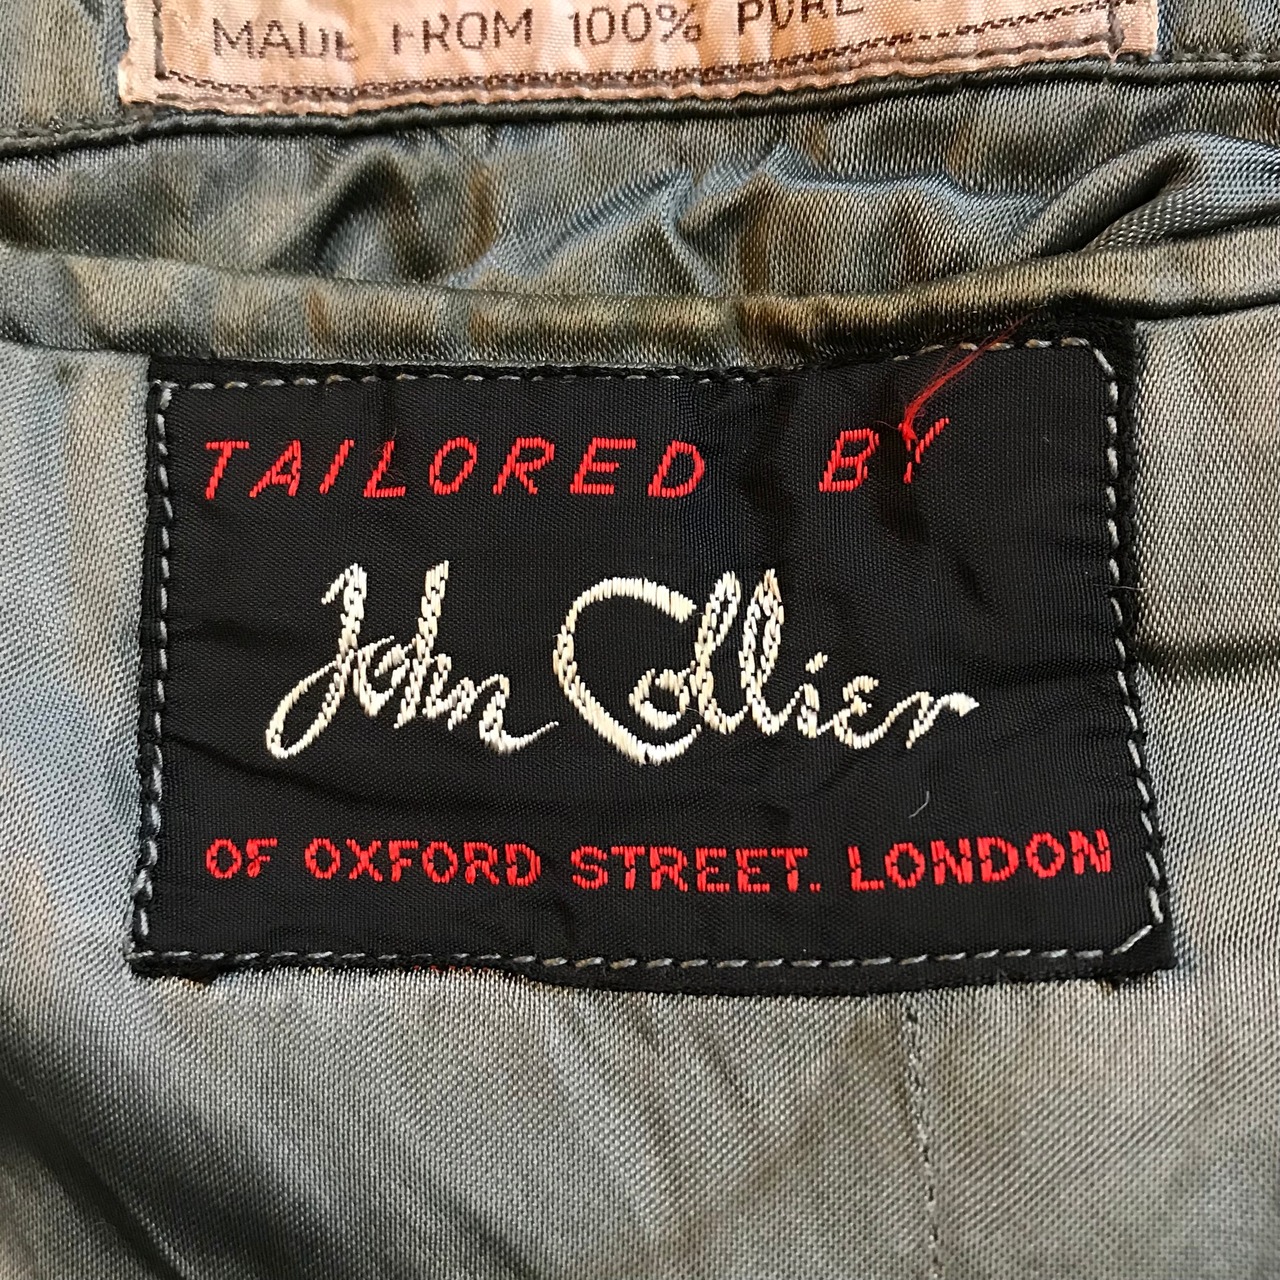 MADE FROM 100% PURE
TAILORED BY
John Collier
OF OXFORD STREET. LONDON